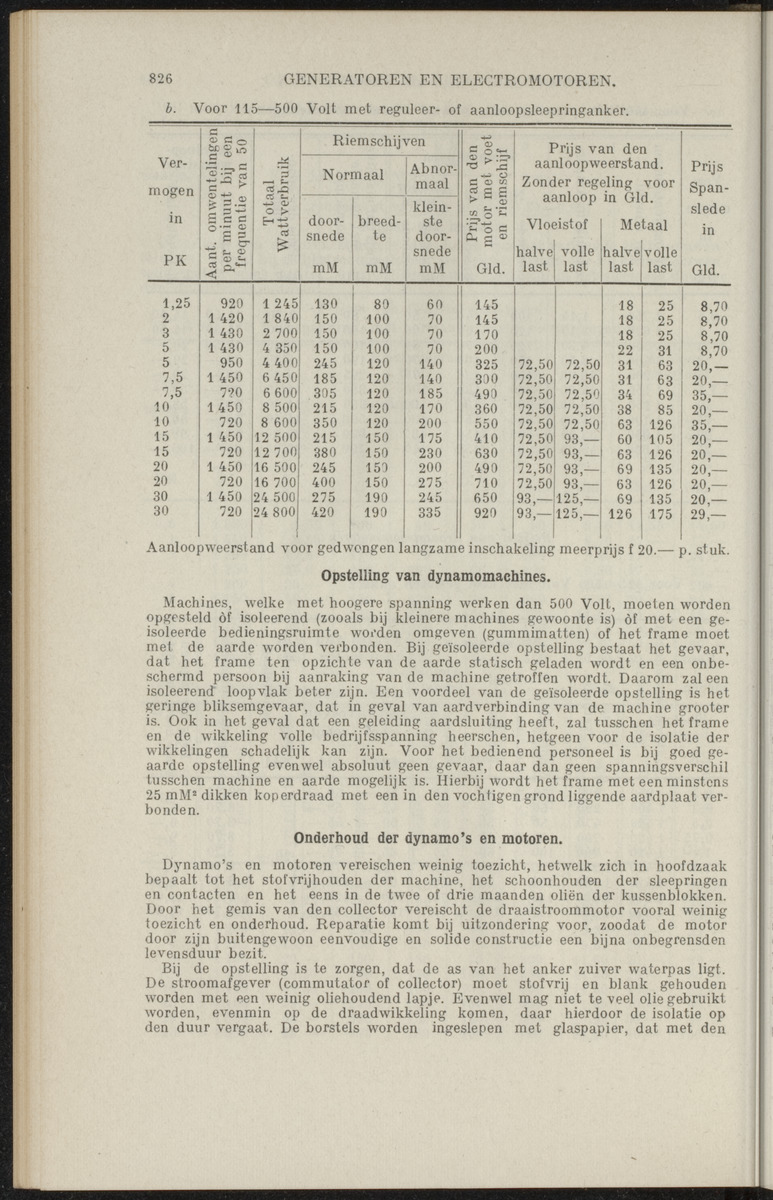 826 GENERATOREN EN ELECTROMOTOREN.
b. Voor 115—500 Volt met reguleer- of aanloopsleepringanker.
Ver-
mogen
in
PK
Aant. omwentelingen
per minuut bij een
frequentie van 50
Totaal
Wattverbruik
Riemschijven
Normaal
Abnor-
maal
door-
snede
mM
breed-
te
mM
klein-
ste
door-
snede
mM
Prijs van den
motor met voet
en riemschijf
Gld.
Prijs van den
aanloopweerstand.
Zonder regeling voor
aanloop in Gld.
Vloeistof Metaal
halve last volle last halve last volle last
Prijs
Span-
slede
in
Gld.
1,25 920 1 245 130 80 60 145 18 25 8,70
2 1 420 1 840 150 100 70 145 18 25 8,70
3 1 430 2 700 150 100 70 170 18 25 8,70
5 1 430 4 350 150 100 70 200 22 31 8,70
5 950 4 400 245 120 140 325 72,50 72,50 31 63 20,—
7,5 1 450 6 450 185 120 140 300 72,50 72,50 31 63 20,—
7,5 720 6 600 305 120 185 490 72,50 72,50 34 69 35,—
10 1 450 8 500 215 120 170 360 72,50 72,50 38 85 20,—
10 720 8 600 350 120 200 550 72,50 72,50 63 126 35,—
15 1 450 12 500 215 150 175 410 72,50 93,— 60 105 20,—
15 720 12 700 380 150 230 630 72,50 93,— 63 126 20,—
20 1 450 16 500 245 150 200 490 72,50 93,— 69 135 20,—
20 720 16 700 400 150 275 710 72,50 93,— 63 126 20,—
30 1 450 24 500 275 190 245 650 93,— 125,— 69 135 20,—
30 720 24 800 420 190 335 920 93,— 125,— 126 175 29,—
Aanloopweerstand voor gedwongen langzame inschakeling meerprijs f 20.— p. stuk.
Opstelling van dynamomachines.
Machines, welke met hoogere spanning werken dan 500 Volt, moeten worden
opgesteld òf isoleerend (zooals bij kleinere machines gewoonte is) òf met een ge-
isoleerde bedieningsruimte worden omgeven (gummimatten) of het frame moet
met de aarde worden verbonden. Bij geïsoleerde opstelling bestaat het gevaar,
dat het frame ten opzichte van de aarde statisch geladen wordt en een onbe-
schermd persoon bij aanraking van de machine getroffen wordt. Daarom zal een
isoleerend loopvlak beter zijn. Een voordeel van de geïsoleerde opstelling is het
geringe bliksemgevaar, dat in geval van aardverbinding van de machine grooter
is. Ook in het geval dat een geleiding aardsluiting heeft, zal tusschen het frame
en de wikkeling volle bedrijfsspanning heerschen, hetgeen voor de isolatie der
wikkelingen schadelijk kan zijn. Voor het bedienend personeel is bij goed ge-
aarde opstelling evenwel absoluut geen gevaar, daar dan geen spanningsverschil
tusschen machine en aarde mogelijk is. Hierbij wordt het frame met een minstens
25 mM² dikken koperdraad met een in den vochtigen grond liggende aardplaat ver-
bonden.
Onderhoud der dynamo's en motoren.
Dynamo's en motoren vereischen weinig toezicht, hetwelk zich in hoofdzaak
bepaalt tot het stofvrijhouden der machine, het schoonhouden der sleepringen
en contacten en het eens in de twee of drie maanden oliën der kussenblokken.
Door het gemis van den collector vereischt de draaistroommotor vooral weinig
toezicht en onderhoud. Reparatie komt bij uitzondering voor, zoodat de motor
door zijn buitengewoon eenvoudige en solide constructie een bijna onbegrensden
levensduur bezit.
Bij de opstelling is te zorgen, dat de as van het anker zuiver waterpas ligt.
De stroomafgever (commutator of collector) moet stofvrij en blank gehouden
worden met een weinig oliehoudend lapje. Evenwel mag niet te veel olie gebruikt
worden, evenmin op de draadwikkeling komen, daar hierdoor de isolatie op
den duur vergaat. De borstels worden ingeslepen met glaspapier, dat met den